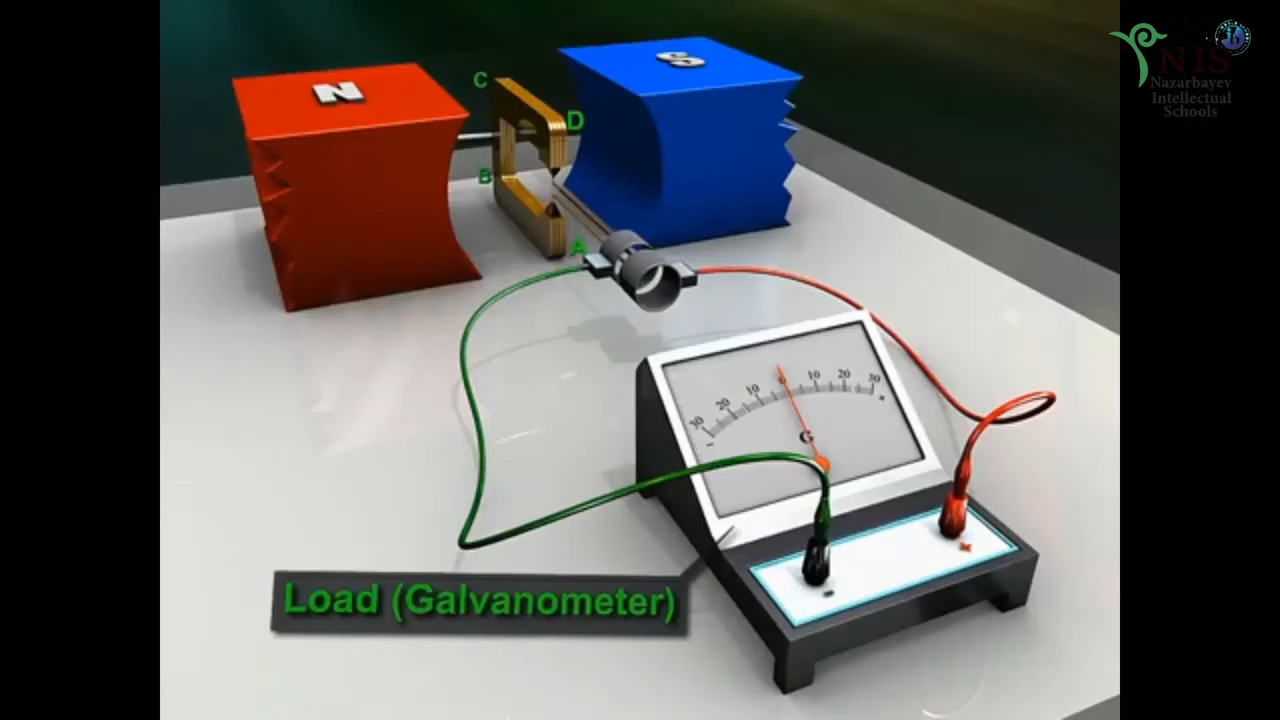 N
S
C
D
B
A
30 20 10 0 10 20 30
- +
G
- +
Load (Galvanometer)
NIS
Nazarbayev
Intellectual
Schools